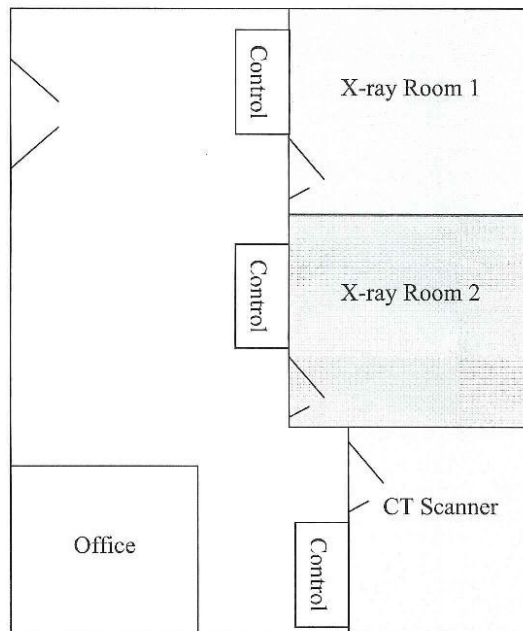 Control
X-ray Room 1
Control
X-ray Room 2
CT Scanner
Office
Control